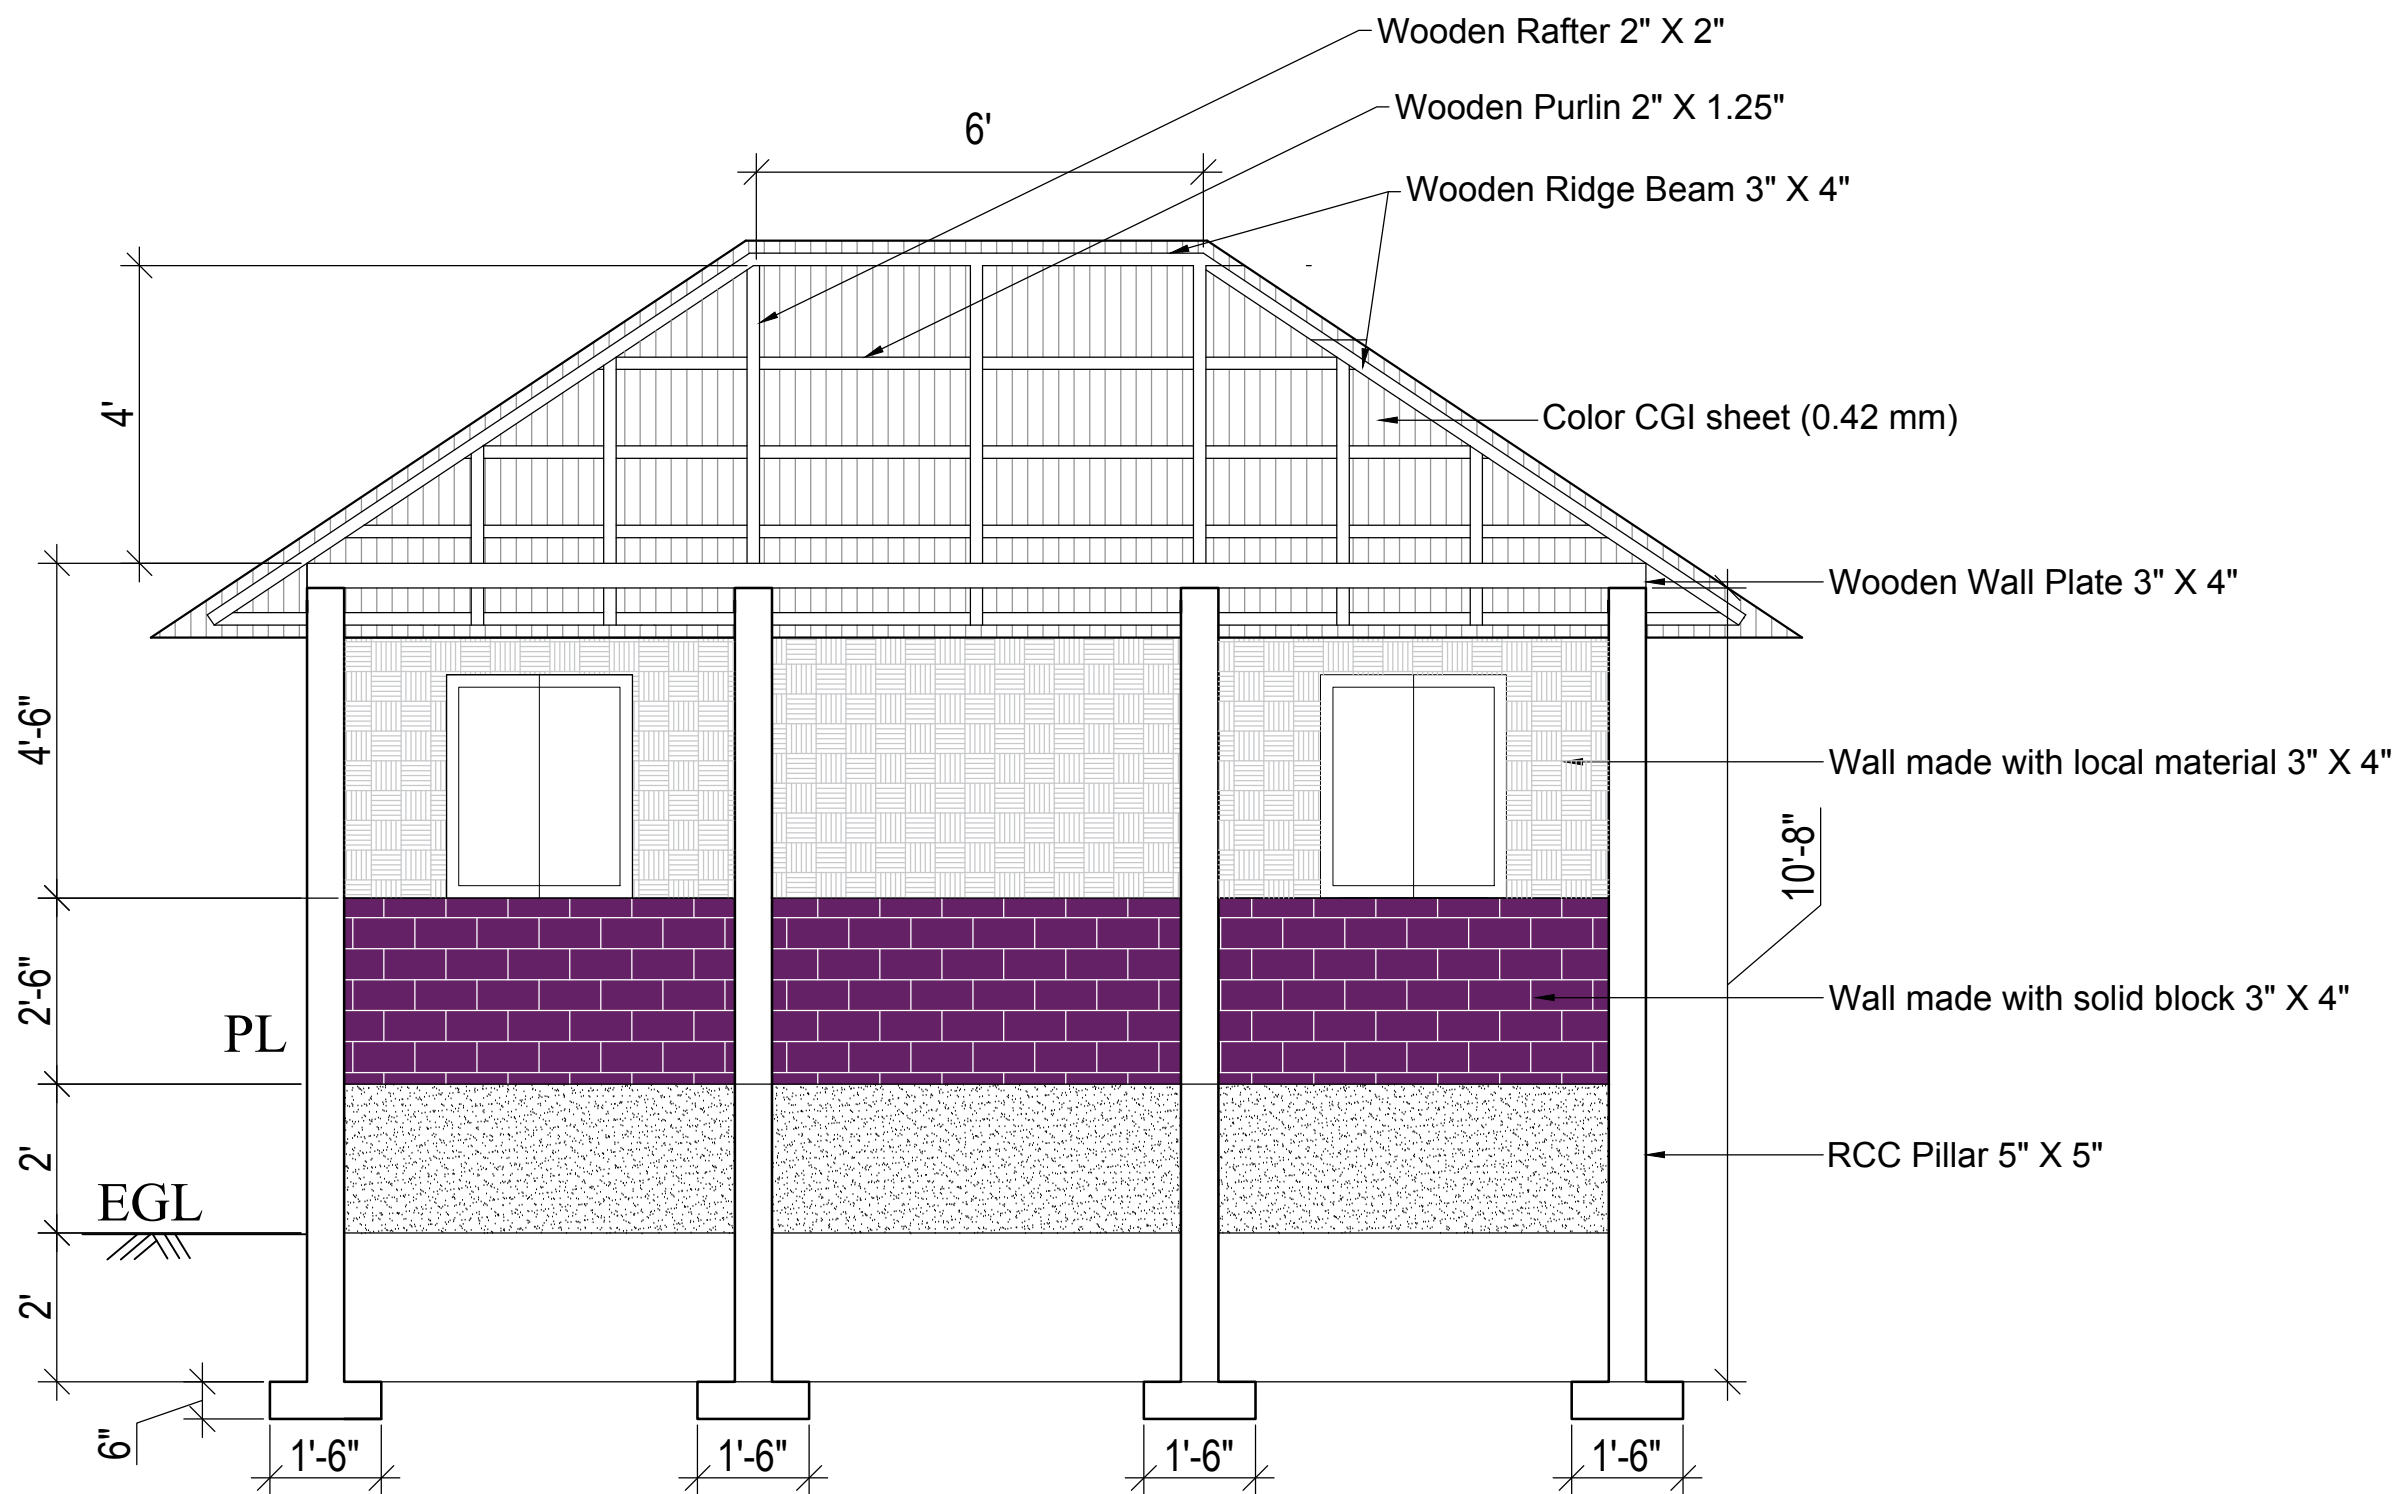 Wooden Rafter 2" X 2"
Wooden Purlin 2" X 1.25"
6'
Wooden Ridge Beam 3" X 4"
4'
Color CGI sheet (0.42 mm)
Wooden Wall Plate 3" X 4"
4'-6"
Wall made with local material 3" X 4"
10'-8"
2'-6"
Wall made with solid block 3" X 4"
PL
2'
RCC Pillar 5" X 5"
EGL
2'
6"
1'-6"
1'-6"
1'-6"
1'-6"